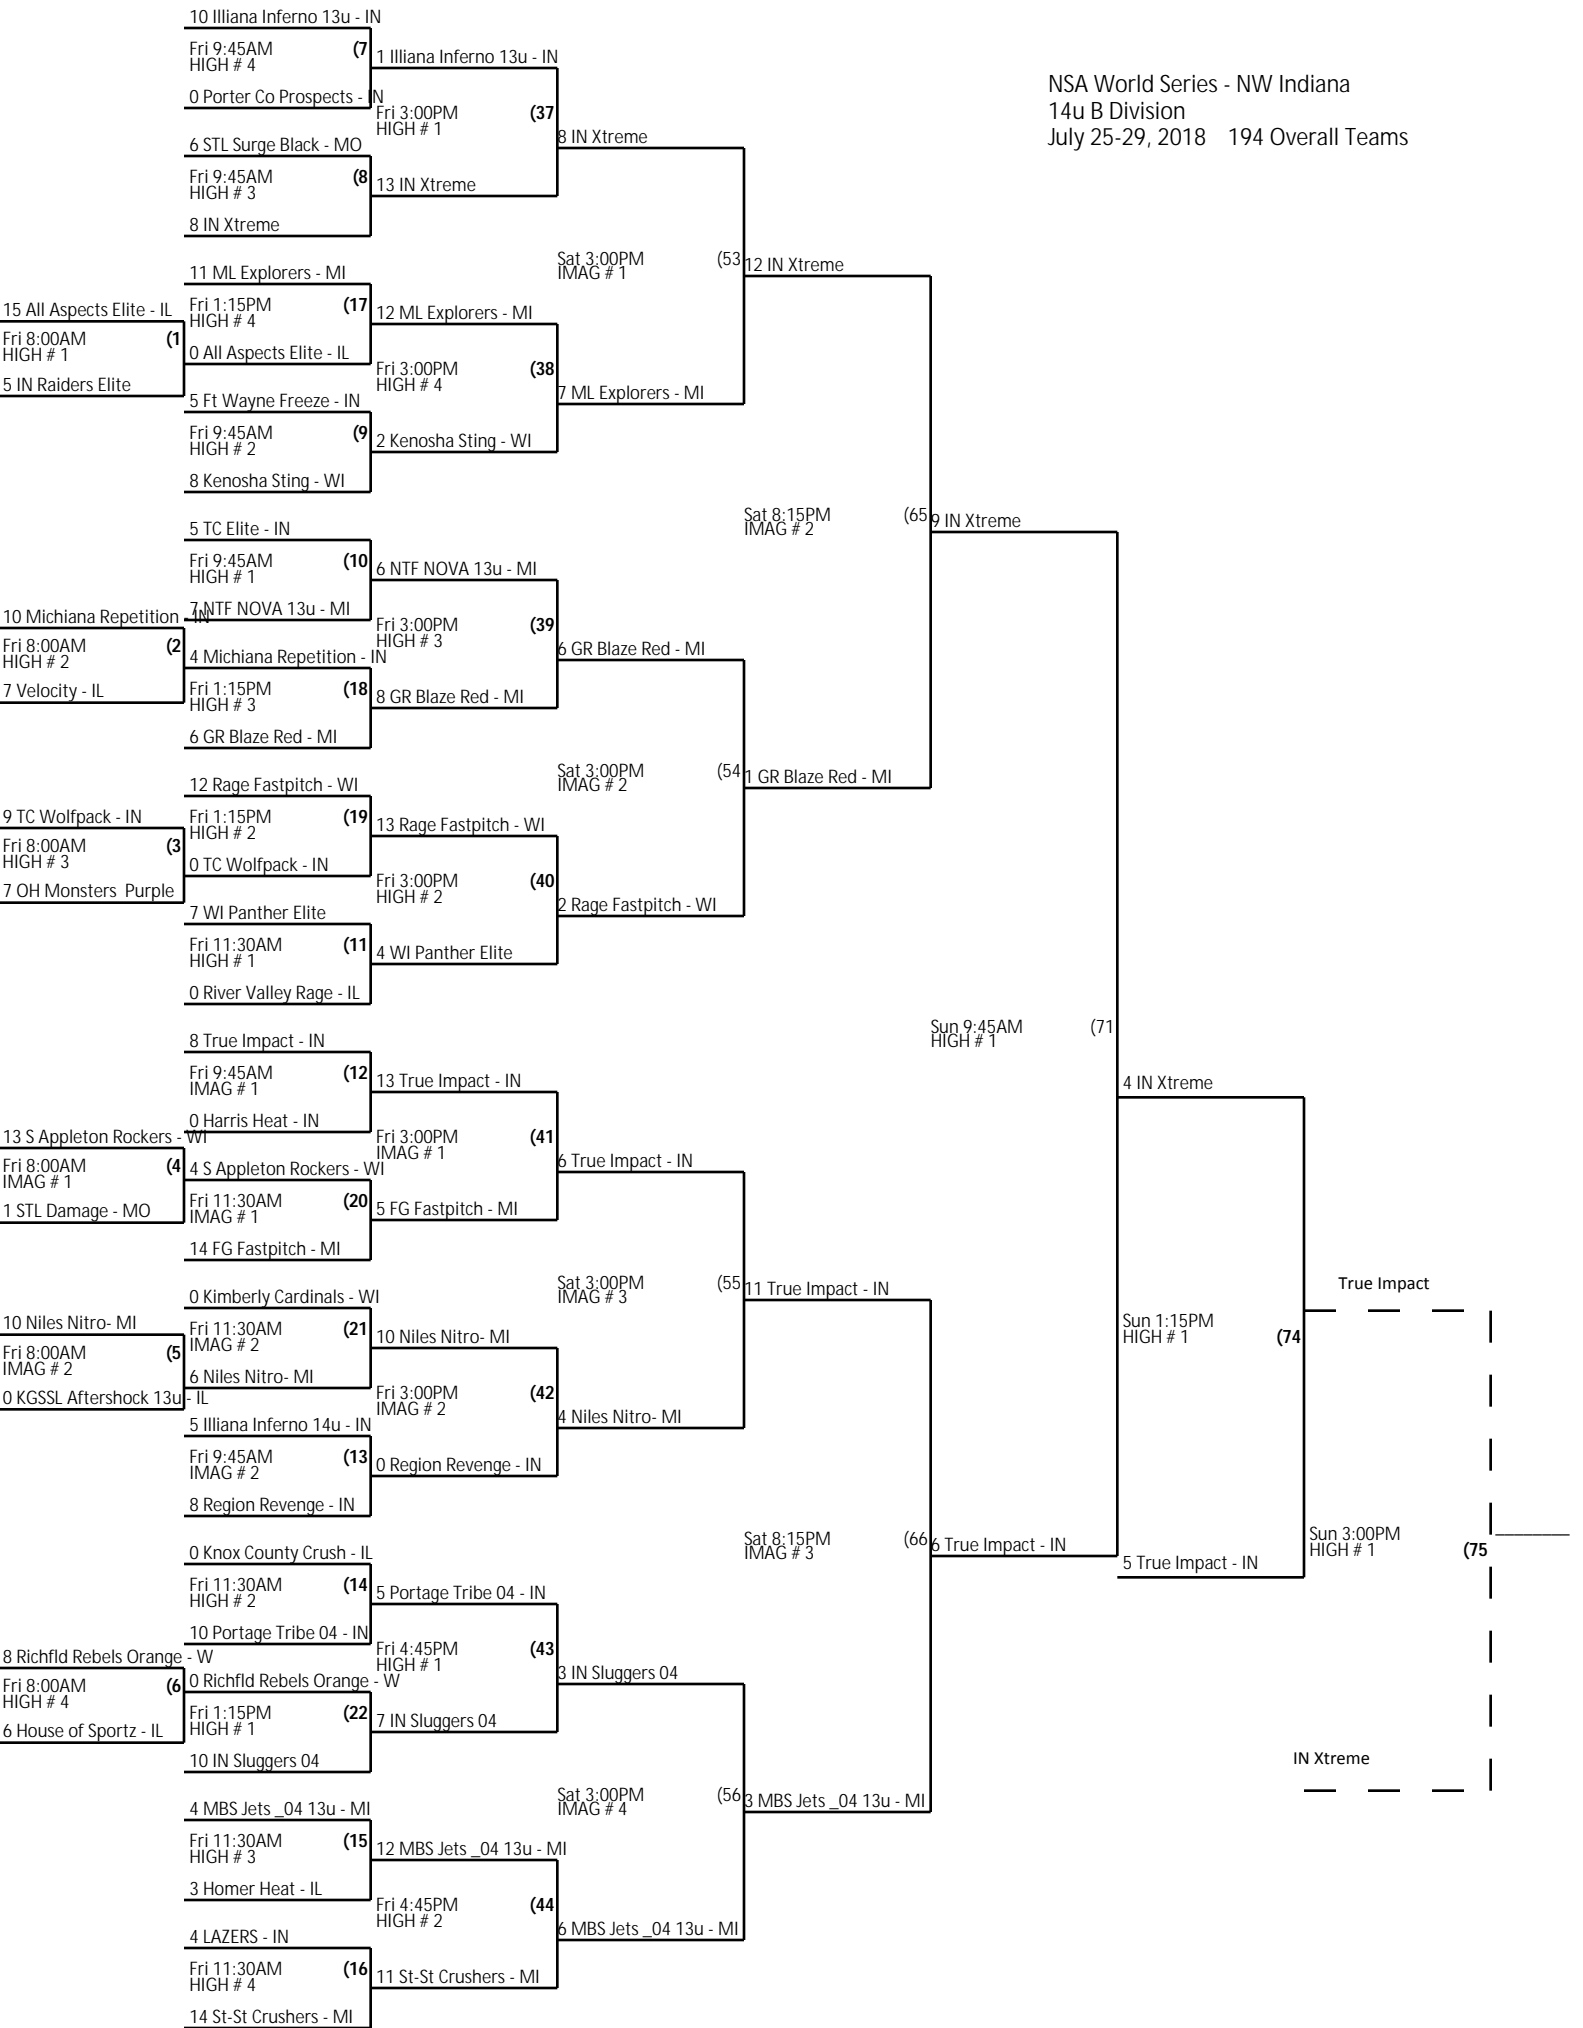 NSA World Series - NW Indiana
14u B Division
July 25-29, 2018 194 Overall Teams
15 All Aspects Elite - IL
Fri 8:00AM (1
HIGH # 1
5 IN Raiders Elite
10 Michiana Repetition - IN
Fri 8:00AM (2
HIGH # 2
7 Velocity - IL
9 TC Wolfpack - IN
Fri 8:00AM (3
HIGH # 3
7 OH Monsters Purple
13 S Appleton Rockers - WI
Fri 8:00AM (4
IMAG # 1
1 STL Damage - MO
10 Niles Nitro- MI
Fri 8:00AM (5
IMAG # 2
0 KGSSL Aftershock 13u - IL
8 Richfld Rebels Orange - W
Fri 8:00AM (6
HIGH # 4
6 House of Sportz - IL
10 Illiana Inferno 13u - IN
Fri 9:45AM (7
HIGH # 4
0 Porter Co Prospects - IN
6 STL Surge Black - MO
Fri 9:45AM (8
HIGH # 3
8 IN Xtreme
11 ML Explorers - MI
Fri 1:15PM (17
HIGH # 4
0 All Aspects Elite - IL
5 Ft Wayne Freeze - IN
Fri 9:45AM (9
HIGH # 2
8 Kenosha Sting - WI
5 TC Elite - IN
Fri 9:45AM (10
HIGH # 1
7 NTF NOVA 13u - MI
4 Michiana Repetition - IN
Fri 1:15PM (18
HIGH # 3
6 GR Blaze Red - MI
12 Rage Fastpitch - WI
Fri 1:15PM (19
HIGH # 2
0 TC Wolfpack - IN
7 WI Panther Elite
Fri 11:30AM (11
HIGH # 1
0 River Valley Rage - IL
8 True Impact - IN
Fri 9:45AM (12
IMAG # 1
0 Harris Heat - IN
4 S Appleton Rockers - WI
Fri 11:30AM (20
IMAG # 1
14 FG Fastpitch - MI
0 Kimberly Cardinals - WI
Fri 11:30AM (21
IMAG # 2
6 Niles Nitro- MI
5 Illiana Inferno 14u - IN
Fri 9:45AM (13
IMAG # 2
8 Region Revenge - IN
0 Knox County Crush - IL
Fri 11:30AM (14
HIGH # 2
10 Portage Tribe 04 - IN
0 Richfld Rebels Orange - W
Fri 1:15PM (22
HIGH # 1
10 IN Sluggers 04
4 MBS Jets _04 13u - MI
Fri 11:30AM (15
HIGH # 3
3 Homer Heat - IL
4 LAZERS - IN
Fri 11:30AM (16
HIGH # 4
14 St-St Crushers - MI
1 Illiana Inferno 13u - IN
Fri 3:00PM (37
HIGH # 1
13 IN Xtreme
12 ML Explorers - MI
Fri 3:00PM (38
HIGH # 4
2 Kenosha Sting - WI
6 NTF NOVA 13u - MI
Fri 3:00PM (39
HIGH # 3
8 GR Blaze Red - MI
13 Rage Fastpitch - WI
Fri 3:00PM (40
HIGH # 2
4 WI Panther Elite
13 True Impact - IN
Fri 3:00PM (41
IMAG # 1
5 FG Fastpitch - MI
10 Niles Nitro- MI
Fri 3:00PM (42
IMAG # 2
0 Region Revenge - IN
5 Portage Tribe 04 - IN
Fri 4:45PM (43
HIGH # 1
7 IN Sluggers 04
12 MBS Jets _04 13u - MI
Fri 4:45PM (44
HIGH # 2
11 St-St Crushers - MI
8 IN Xtreme
Sat 3:00PM (53
IMAG # 1
7 ML Explorers - MI
6 GR Blaze Red - MI
Sat 3:00PM (54
IMAG # 2
2 Rage Fastpitch - WI
6 True Impact - IN
Sat 3:00PM (55
IMAG # 3
4 Niles Nitro- MI
3 IN Sluggers 04
Sat 3:00PM (56
IMAG # 4
6 MBS Jets _04 13u - MI
12 IN Xtreme
Sat 8:15PM (65
IMAG # 2
1 GR Blaze Red - MI
11 True Impact - IN
Sat 8:15PM (66
IMAG # 3
3 MBS Jets _04 13u - MI
9 IN Xtreme
Sun 9:45AM (71
HIGH # 1
6 True Impact - IN
4 IN Xtreme
Sun 1:15PM (74
HIGH # 1
5 True Impact - IN
True Impact
Sun 3:00PM (75
HIGH # 1
IN Xtreme